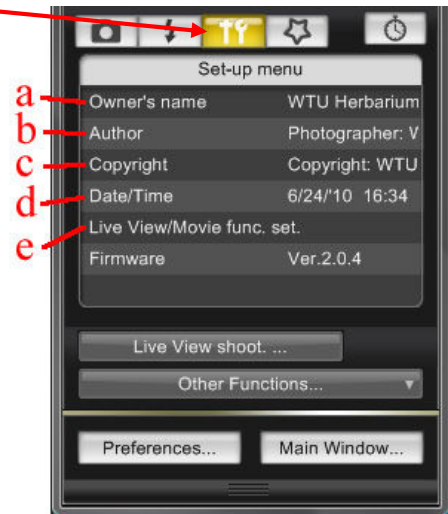 Set-up menu
a Owner's name WTU Herbarium
b Author Photographer: V
c Copyright Copyright: WTU
d Date/Time 6/24/'10 16:34
e Live View/Movie func. set.
Firmware Ver.2.0.4
Live View shoot. ...
Other Functions...
Preferences... Main Window...